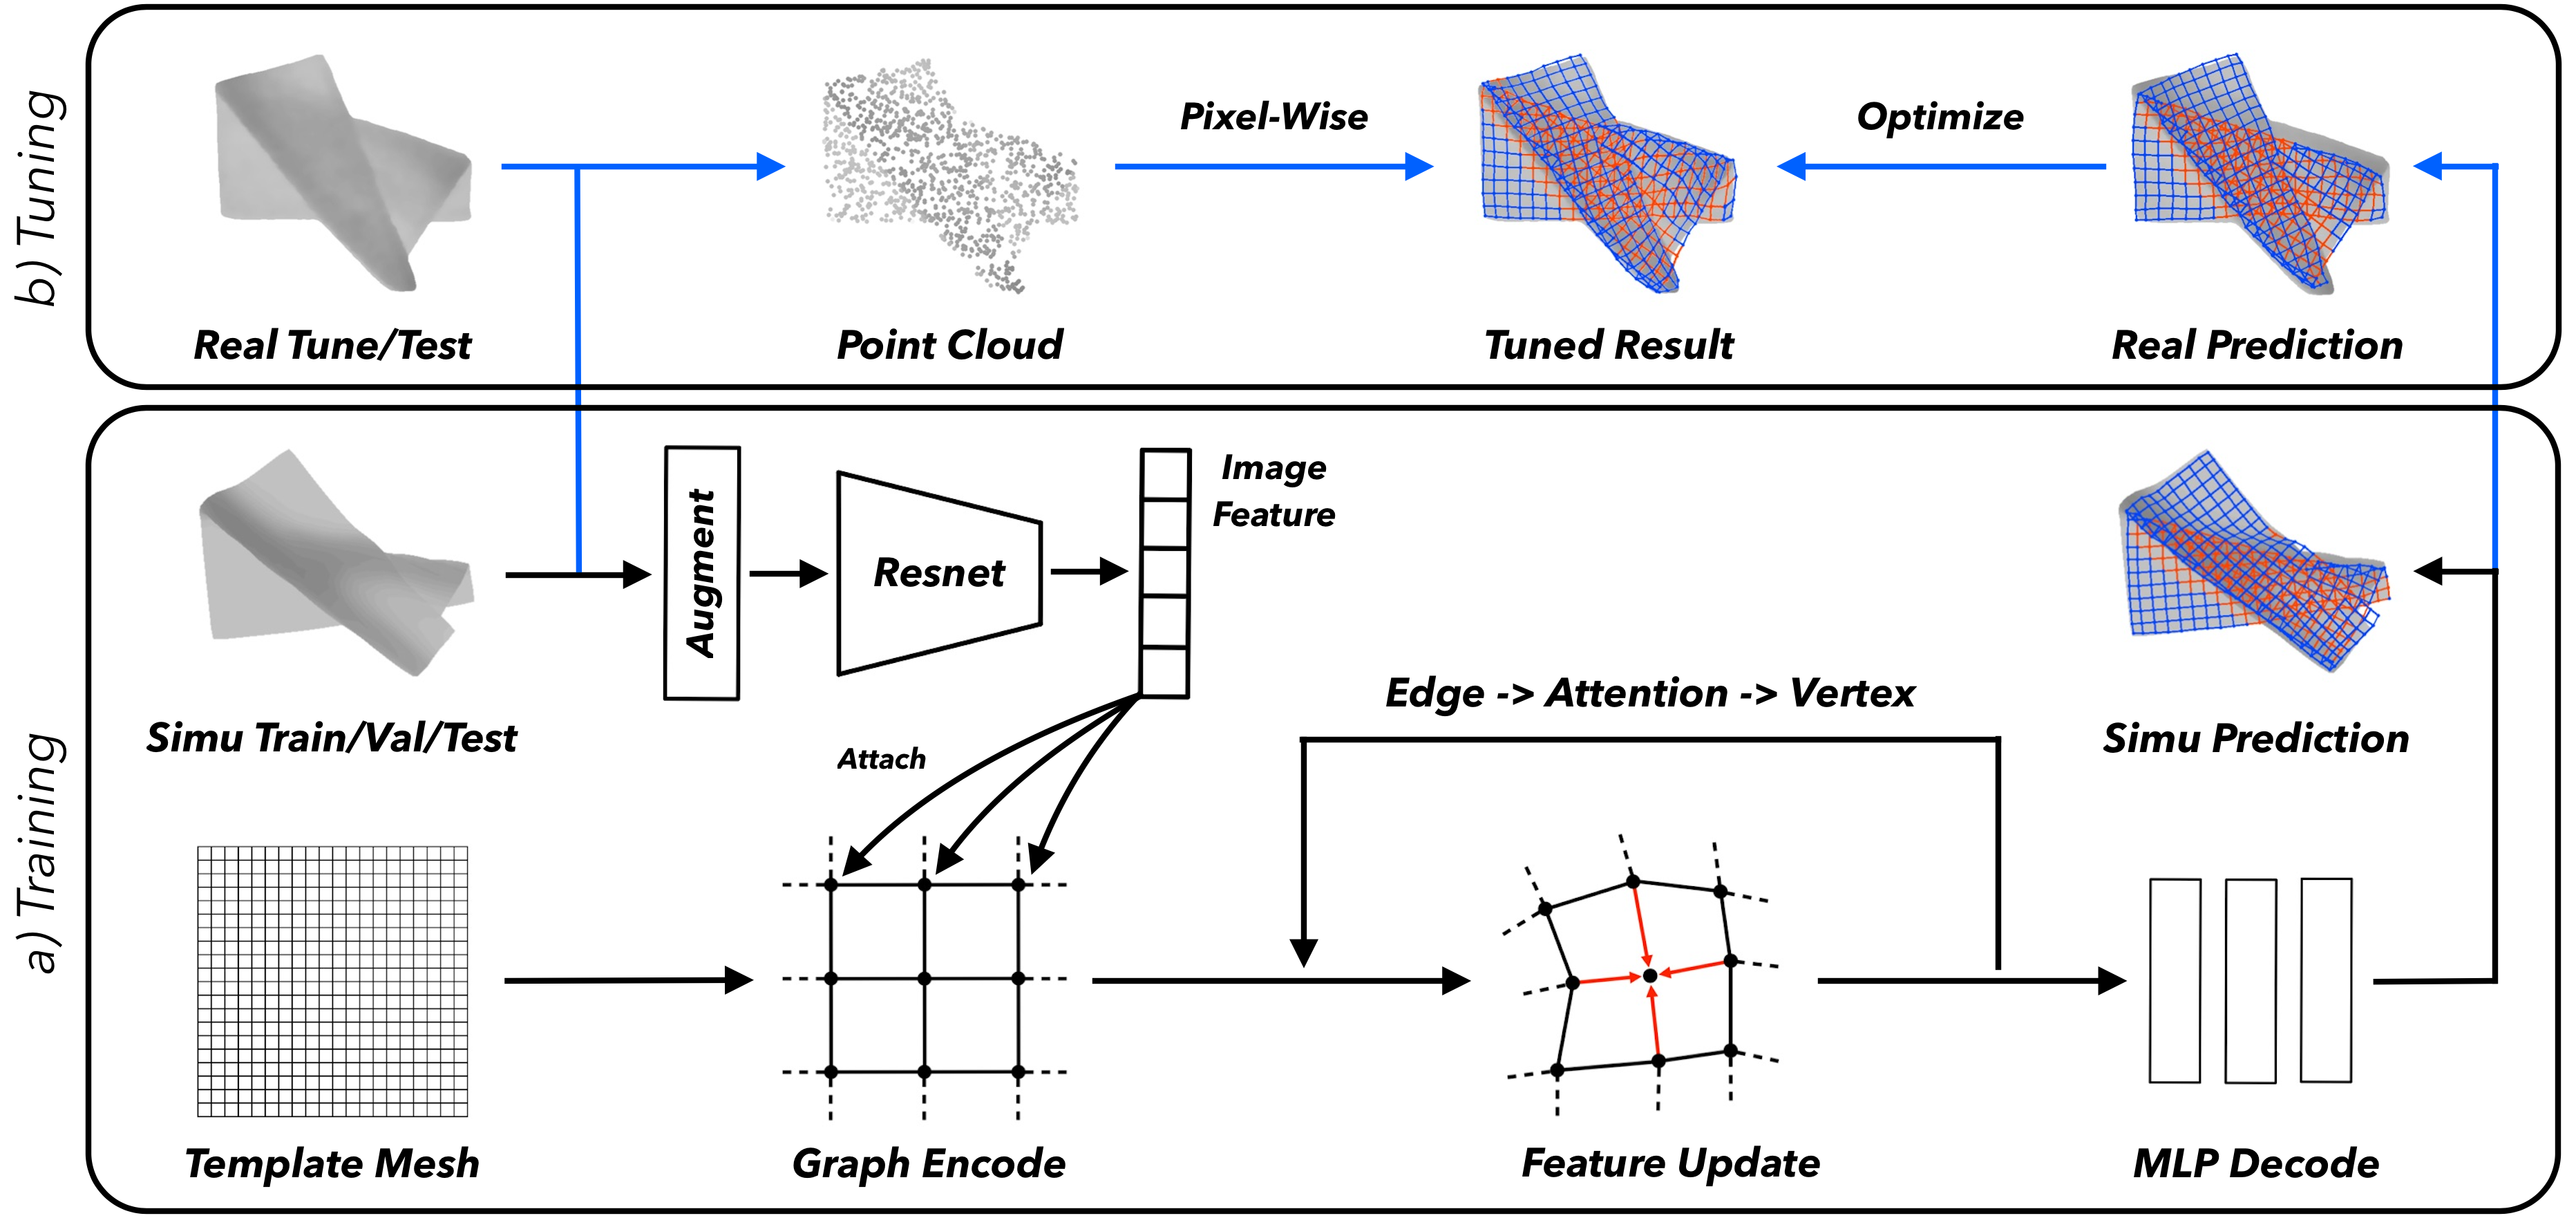 b) Tuning
Pixel-Wise
Optimize
Real Tune/Test
Point Cloud
Tuned Result
Real Prediction
a) Training
Augment
Resnet
Image
Feature
Edge -> Attention -> Vertex
Simu Train/Val/Test
Attach
Simu Prediction
Template Mesh
Graph Encode
Feature Update
MLP Decode